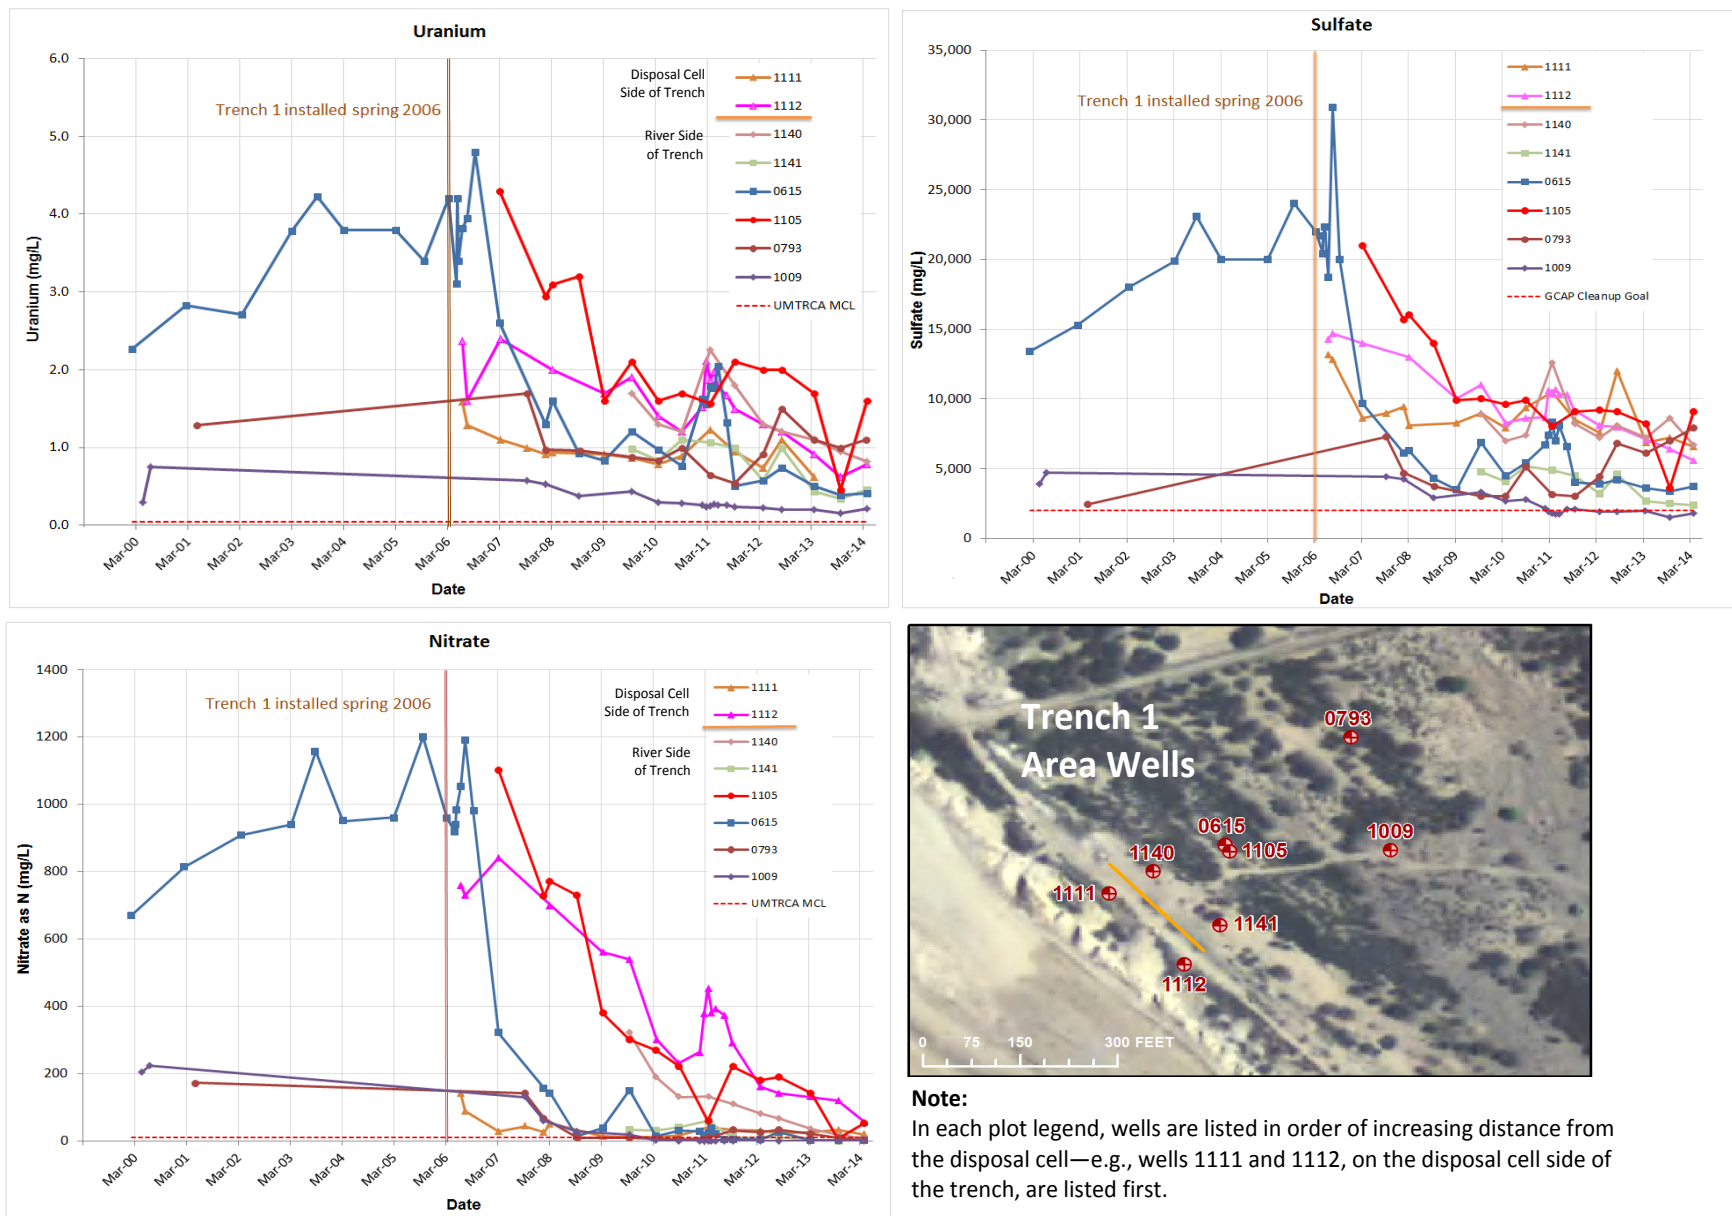 Uranium
6.0
5.0
4.0
3.0
2.0
1.0
0.0
Uranium (mg/L)
Trench 1 installed spring 2006
Disposal Cell
Side of Trench
River Side
of Trench
1111
1112
1140
1141
0615
1105
0793
1009
UMTRCA MCL
Mar-00
Mar-01
Mar-02
Mar-03
Mar-04
Mar-05
Mar-06
Mar-07
Mar-08
Mar-09
Mar-10
Mar-11
Mar-12
Mar-13
Mar-14
Date
Sulfate
35,000
30,000
25,000
20,000
15,000
10,000
5,000
0
Sulfate (mg/L)
Trench 1 installed spring 2006
1111
1112
1140
1141
0615
1105
0793
1009
GCAP Cleanup Goal
Mar-00
Mar-01
Mar-02
Mar-03
Mar-04
Mar-05
Mar-06
Mar-07
Mar-08
Mar-09
Mar-10
Mar-11
Mar-12
Mar-13
Mar-14
Date
Nitrate
1400
1200
1000
800
600
400
200
0
Nitrate as N (mg/L)
Trench 1 installed spring 2006
Disposal Cell
Side of Trench
River Side
of Trench
1111
1112
1140
1141
1105
0615
0793
1009
UMTRCA MCL
Mar-00
Mar-01
Mar-02
Mar-03
Mar-04
Mar-05
Mar-06
Mar-07
Mar-08
Mar-09
Mar-10
Mar-11
Mar-12
Mar-13
Mar-14
Date
Trench 1
Area Wells
0793
0615
1009
1105
1140
1111
1141
1112
0 75 150 300 FEET
Note:
In each plot legend, wells are listed in order of increasing distance from
the disposal cell—e.g., wells 1111 and 1112, on the disposal cell side of
the trench, are listed first.